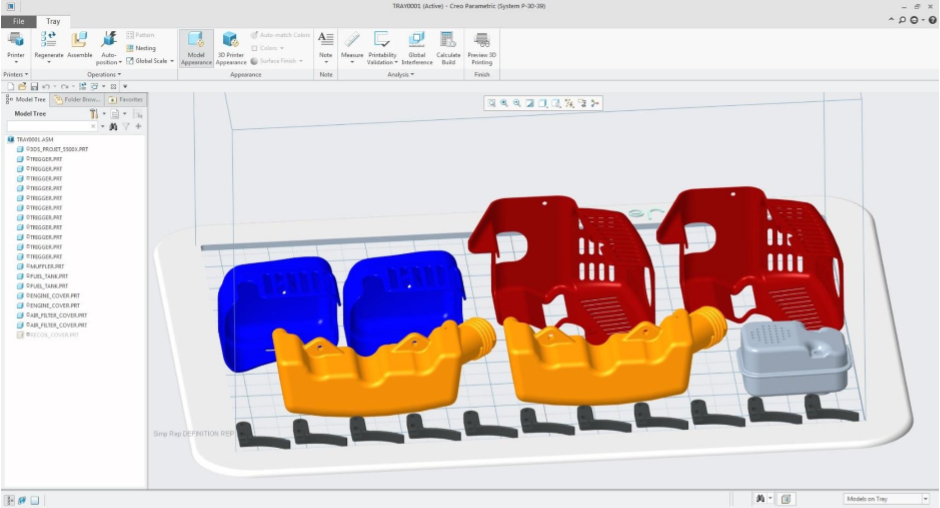 TRAY0001 (Active) - Creo Parametric (System P-30-39)
File Tray
Printer
Regenerate
Assemble
Auto-
position
Pattern
Nesting
Global Scale
Model
Appearance
3D Printer
Appearance
Auto-match Colors
Colors
Surface Finish
Note
Measure
Printability
Validation
Global
Interference
Calculate
Build
Preview 3D
Printing
Printers Operations Appearance Note Analysis Finish
Model Tree Folder Brow... Favorites
Model Tree
TRAY0001.ASM
3DS_PROJET_5500X.PRT
TRIGGER.PRT
TRIGGER.PRT
TRIGGER.PRT
TRIGGER.PRT
TRIGGER.PRT
TRIGGER.PRT
TRIGGER.PRT
TRIGGER.PRT
TRIGGER.PRT
TRIGGER.PRT
TRIGGER.PRT
MUFFLER.PRT
FUEL_TANK.PRT
FUEL_TANK.PRT
ENGINE_COVER.PRT
ENGINE_COVER.PRT
AIR_FILTER_COVER.PRT
AIR_FILTER_COVER.PRT
Simp Rep: DEFINITION REP
Models on Tray